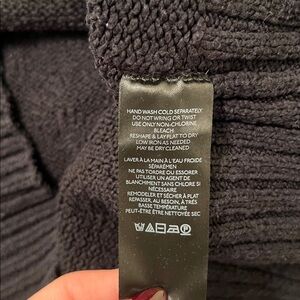 HAND WASH COLD SEPARATELY
DO NOT WRING OR TWIST
USE ONLY NON-CHLORINE
BLEACH
RESHAPE & LAY FLAT TO DRY
LOW IRON AS NEEDED
MAY BE DRY CLEANED
LAVER À LA MAIN À L'EAU FROIDE
SÉPARÉMEN
NE PAS TORDRE OU ESSORER
UTILISER UN AGENT DE
BLANCHIMENT SANS CHLORE SI
NÉCESSAIRE
REMODELER ET SÉCHER À PLAT
REPASSER, AU BESOIN, À TRÈS
BASSE TEMPÉRATURE
PEUT-ÊTRE ÊTRE NETTOYÉE SEC